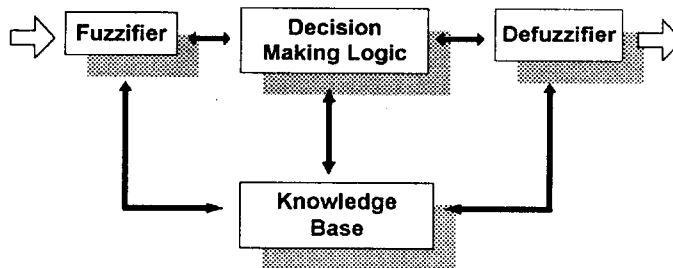 Fuzzifier
Decision
Making Logic
Defuzzifier
Knowledge
Base